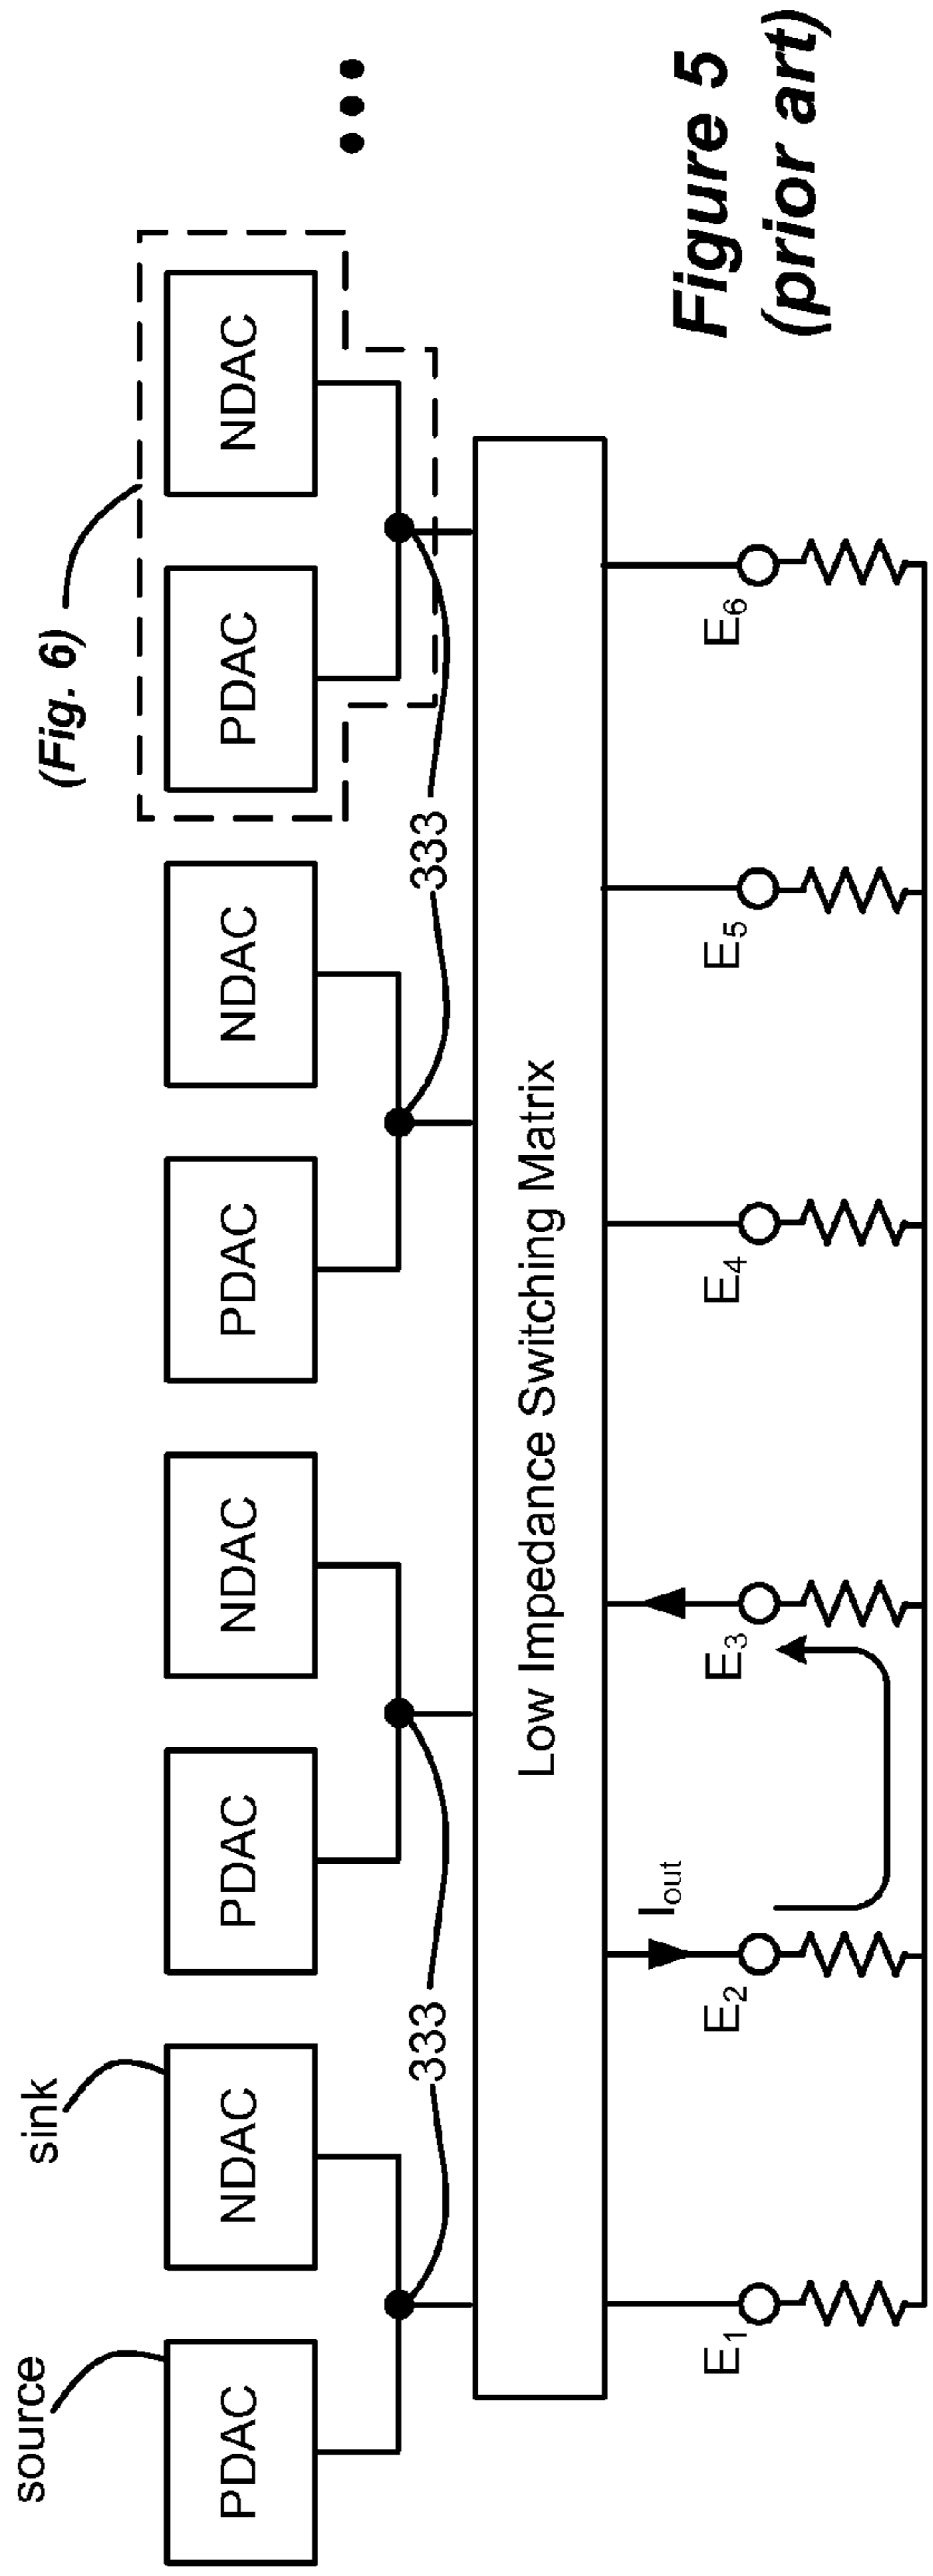 source
sink
(Fig. 6)
PDAC
NDAC
PDAC
NDAC
PDAC
NDAC
PDAC
NDAC
333
333
Low Impedance Switching Matrix
Iout
E1
E2
E3
E4
E5
E6
Figure 5
(prior art)